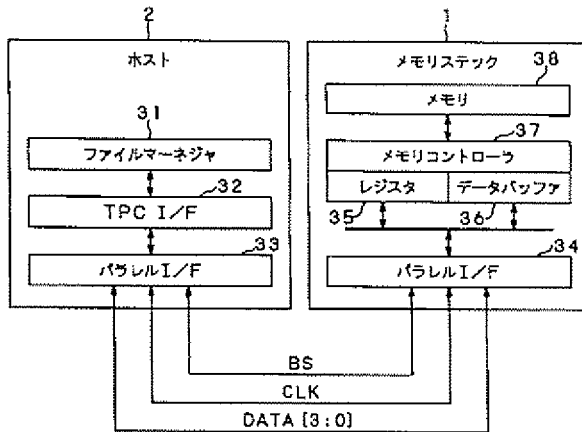 2
ホスト
31
ファイルマーネジャ
32
TPC I/F
33
パラレルI/F
1
メモリステック
38
メモリ
37
メモリコントローラ
レジスタ
データバッファ
35
36
34
パラレルI/F
BS
CLK
DATA [3:0]